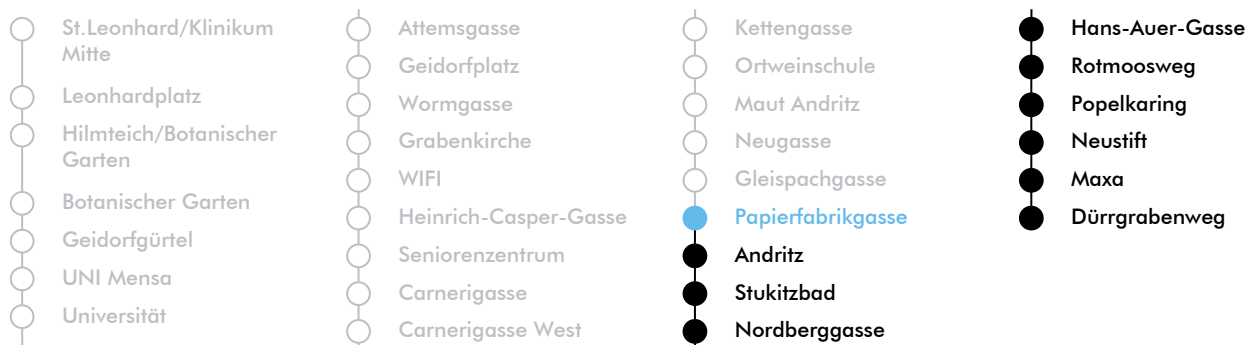 St.Leonhard/Klinikum
Mitte
Leonhardplatz
Hilmteich/Botanischer
Garten
Botanischer Garten
Geidorfgürtel
UNI Mensa
Universität
Attemsgasse
Geidorfplatz
Wormgasse
Grabenkirche
WIFI
Heinrich-Casper-Gasse
Seniorenzentrum
Carnerigasse
Carnerigasse West
Kettengasse
Ortweinschule
Maut Andritz
Neugasse
Gleispachgasse
Papierfabrikgasse
Andritz
Stukitzbad
Nordberggasse
Hans-Auer-Gasse
Rotmoosweg
Popelkaring
Neustift
Maxa
Dürrgrabenweg